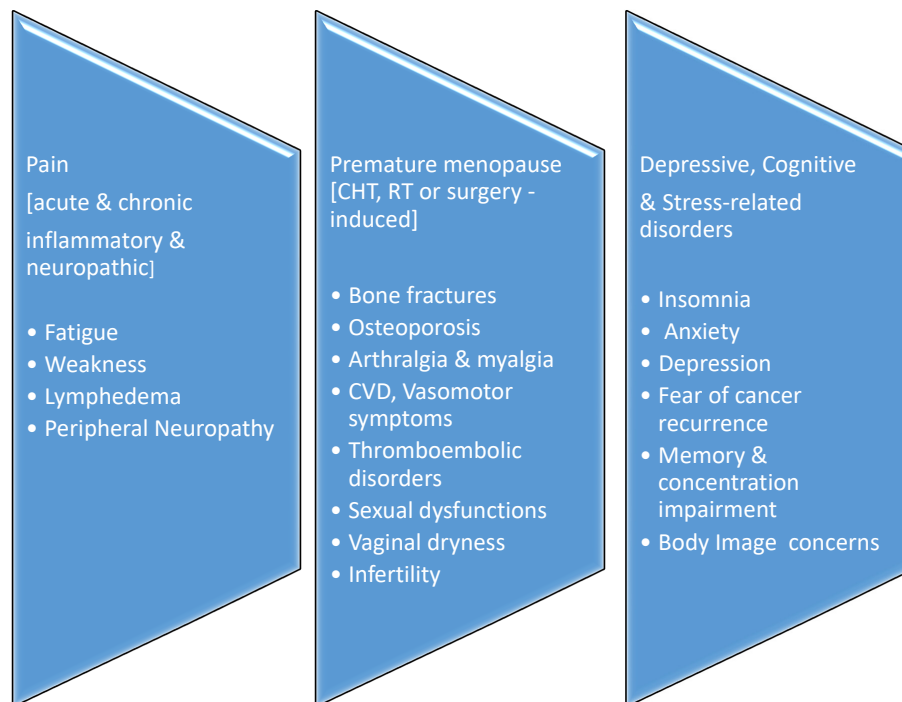 Pain
[acute & chronic
inflammatory &
neuropathic]
• Fatigue
• Weakness
• Lymphedema
• Peripheral Neuropathy
Premature menopause
[CHT, RT or surgery -
induced]
• Bone fractures
• Osteoporosis
• Arthralgia & myalgia
• CVD, Vasomotor
symptoms
• Thromboembolic
disorders
• Sexual dysfunctions
• Vaginal dryness
• Infertility
Depressive, Cognitive
& Stress-related
disorders
• Insomnia
• Anxiety
• Depression
• Fear of cancer
recurrence
• Memory &
concentration
impairment
• Body Image concerns